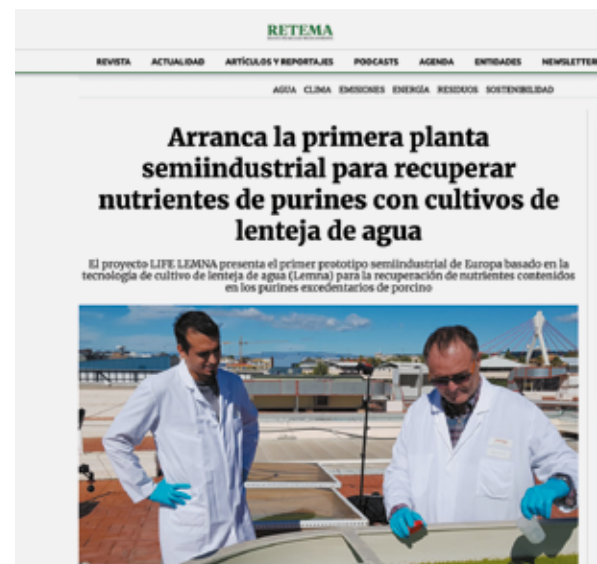 RETEMA
REVISTA ACTUALIDAD ARTÍCULOS Y REPORTAJES PODCASTS AGENDA ENTIDADES NEWSLETTER
AGUA CLIMA EMISIONES ENERGÍA RESIDUOS SOSTENIBILIDAD
Arranca la primera planta
semiindustrial para recuperar
nutrientes de purines con cultivos de
lenteja de agua
El proyecto LIFE LEMNA presenta el primer prototipo semiindustrial de Europa basado en la
tecnología de cultivo de lenteja de agua (Lemna) para la recuperación de nutrientes contenidos
en los purines excedentarios de porcino